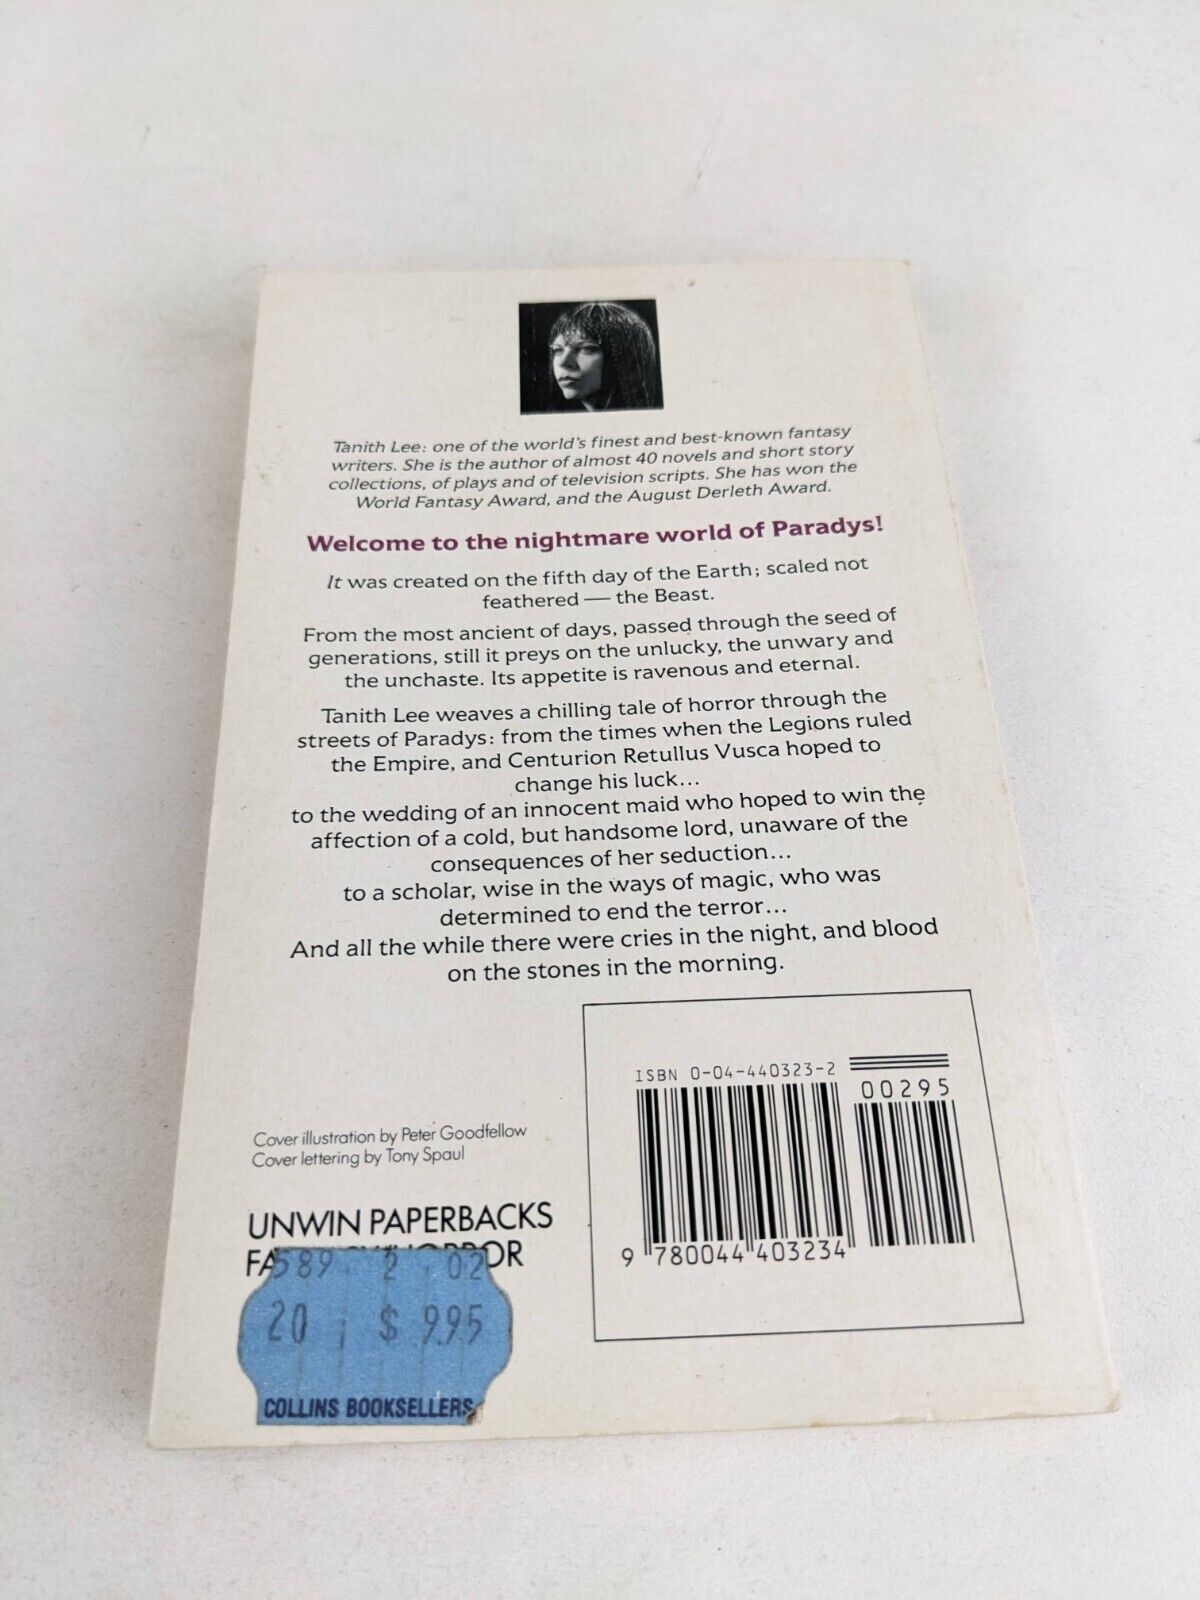 Tanith Lee: one of the world's finest and best-known fantasy
writers. She is the author of almost 40 novels and short story
collections, of plays and of television scripts. She has won the
World Fantasy Award, and the August Derleth Award.
Welcome to the nightmare world of Paradys!
It was created on the fifth day of the Earth; scaled not
feathered — the Beast.
From the most ancient of days, passed through the seed of
generations, still it preys on the unlucky, the unwary and
the unchaste. Its appetite is ravenous and eternal.
Tanith Lee weaves a chilling tale of horror through the
streets of Paradys: from the times when the Legions ruled
the Empire, and Centurion Retullus Vusca hoped to
change his luck...
to the wedding of an innocent maid who hoped to win the
affection of a cold, but handsome lord, unaware of the
consequences of her seduction...
to a scholar, wise in the ways of magic, who was
determined to end the terror...
And all the while there were cries in the night, and blood
on the stones in the morning.
ISBN 0-04-440323-2
00295
9 780044 403234
Cover illustration by Peter Goodfellow
Cover lettering by Tony Spaul
UNWIN PAPERBACKS
589 2 02
20 $ 9.95
COLLINS BOOKSELLERS